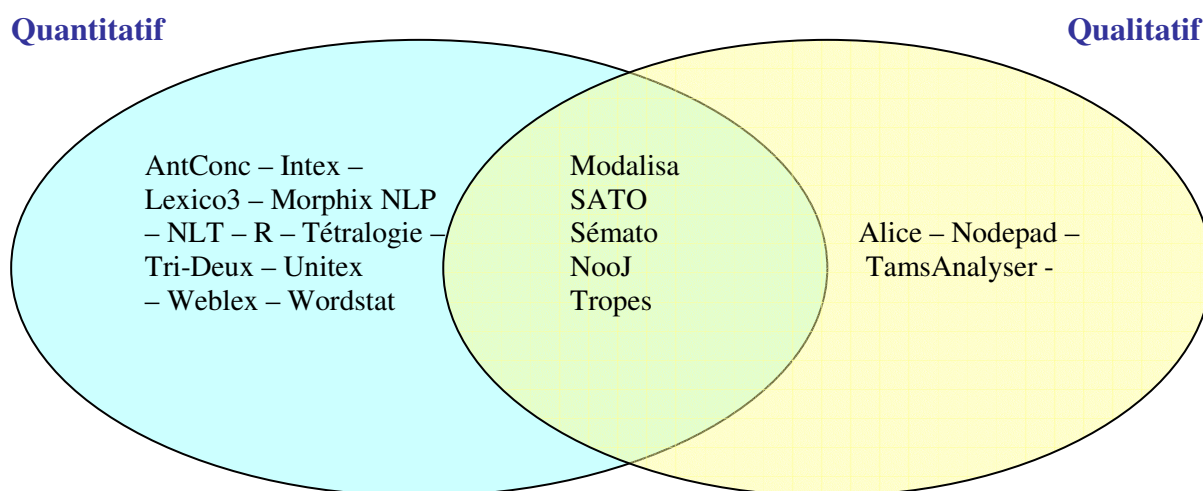 Quantitatif
Qualitatif
AntConc – Intex –
Lexico3 – Morphix NLP
– NLT – R – Tétralogie –
Tri-Deux – Unitex
– Weblex – Wordstat
Modalisa
SATO
Sémato
NooJ
Tropes
Alice – Nodepad –
TamsAnalyser -